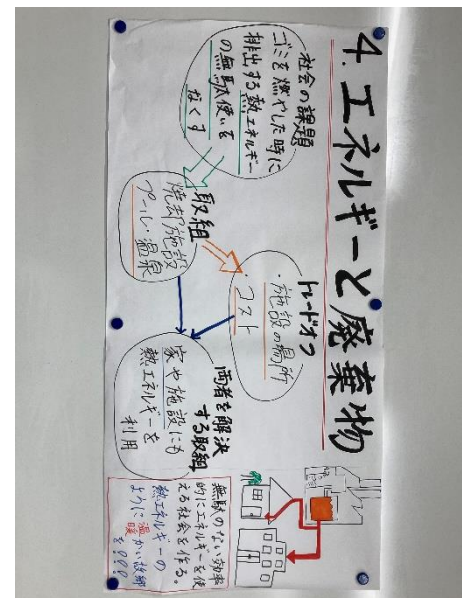 4. エネルギーと廃棄物
社会の課題
ゴミを燃やした時に
排出する熱エネルギー
の無駄使いを
なくす
取組
焼却施設
プール・温泉
トレードオフ
・施設の場所
・コスト
両者を解決
する取組
家や施設にも
熱エネルギーを
利用
無駄のない効率
的にエネルギーを使
える社会を作る。
熱エネルギーの
ように温かい故郷
を!!!